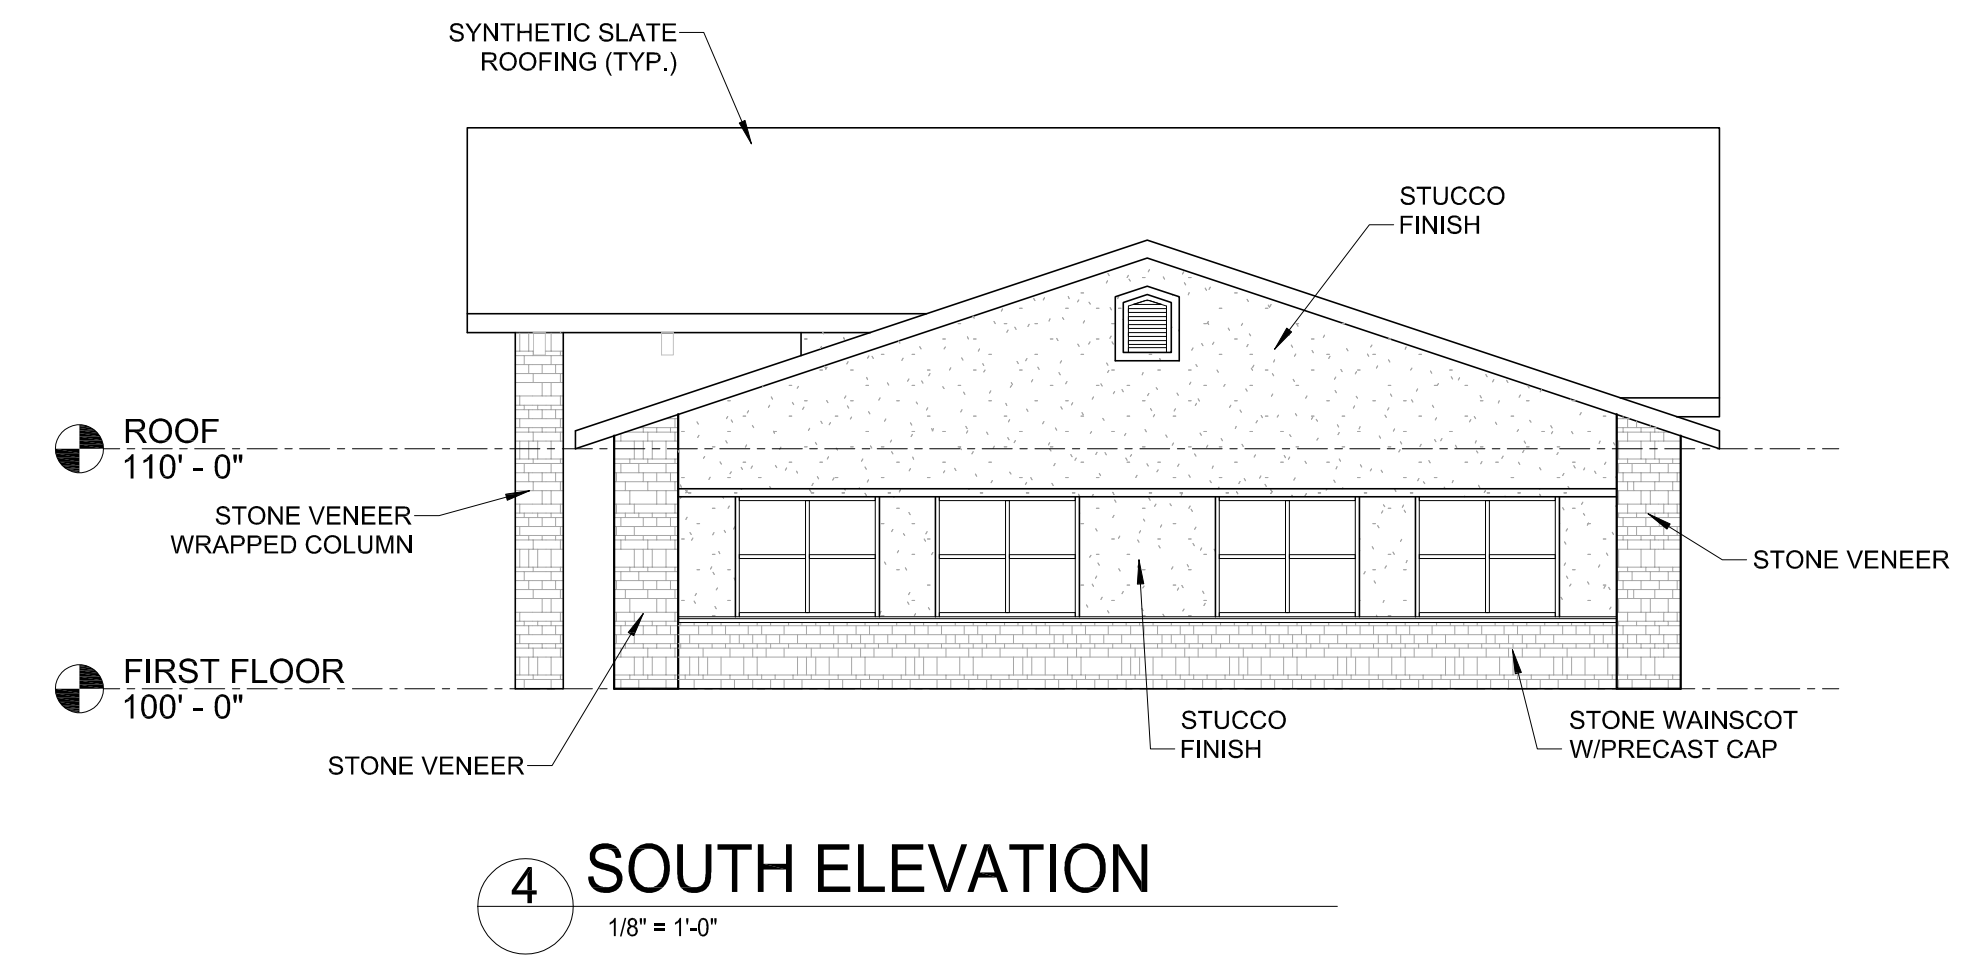 SYNTHETIC SLATE
ROOFING (TYP.)
STUCCO
FINISH
ROOF
110' - 0"
STONE VENEER
WRAPPED COLUMN
STONE VENEER
FIRST FLOOR
100' - 0"
STONE VENEER
STUCCO
FINISH
STONE WAINSCOT
W/PRECAST CAP
4
SOUTH ELEVATION
1/8" = 1'-0"